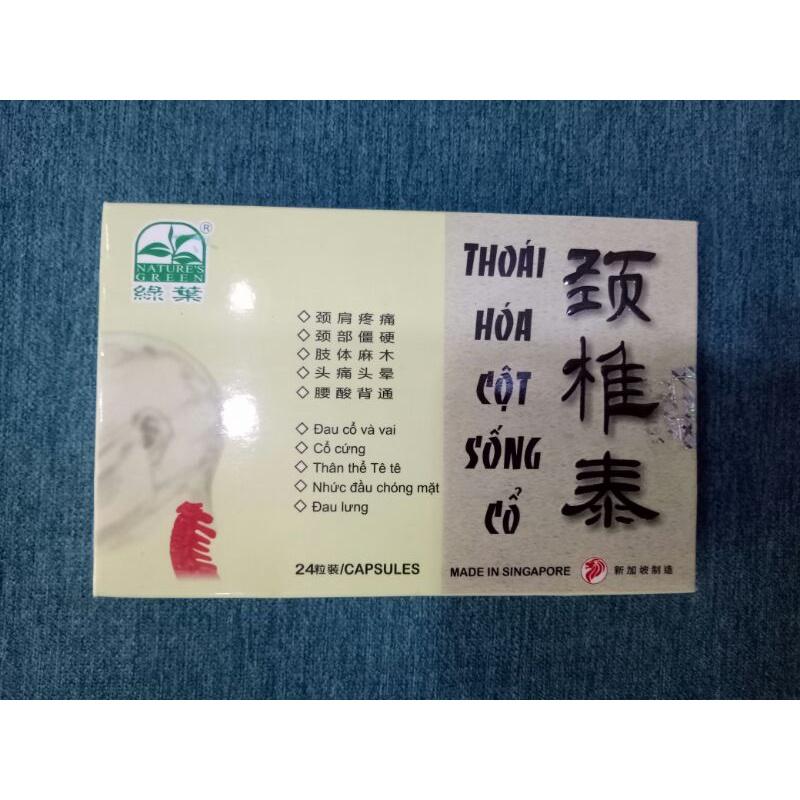 ®
NATURE'S
GREEN
綠葉
◇颈肩疼痛
◇颈部僵硬
◇肢体麻木
◇头痛头晕
◇腰酸背通
◇Đau cổ và vai
◇Cổ cứng
◇Thân thể Tê tê
◇Nhức đầu chóng mặt
◇Đau lưng
24粒裝/CAPSULES
THOÁI
HÓA
CỘT
SỐNG
CỔ
颈椎泰
MADE IN SINGAPORE
新加坡制造